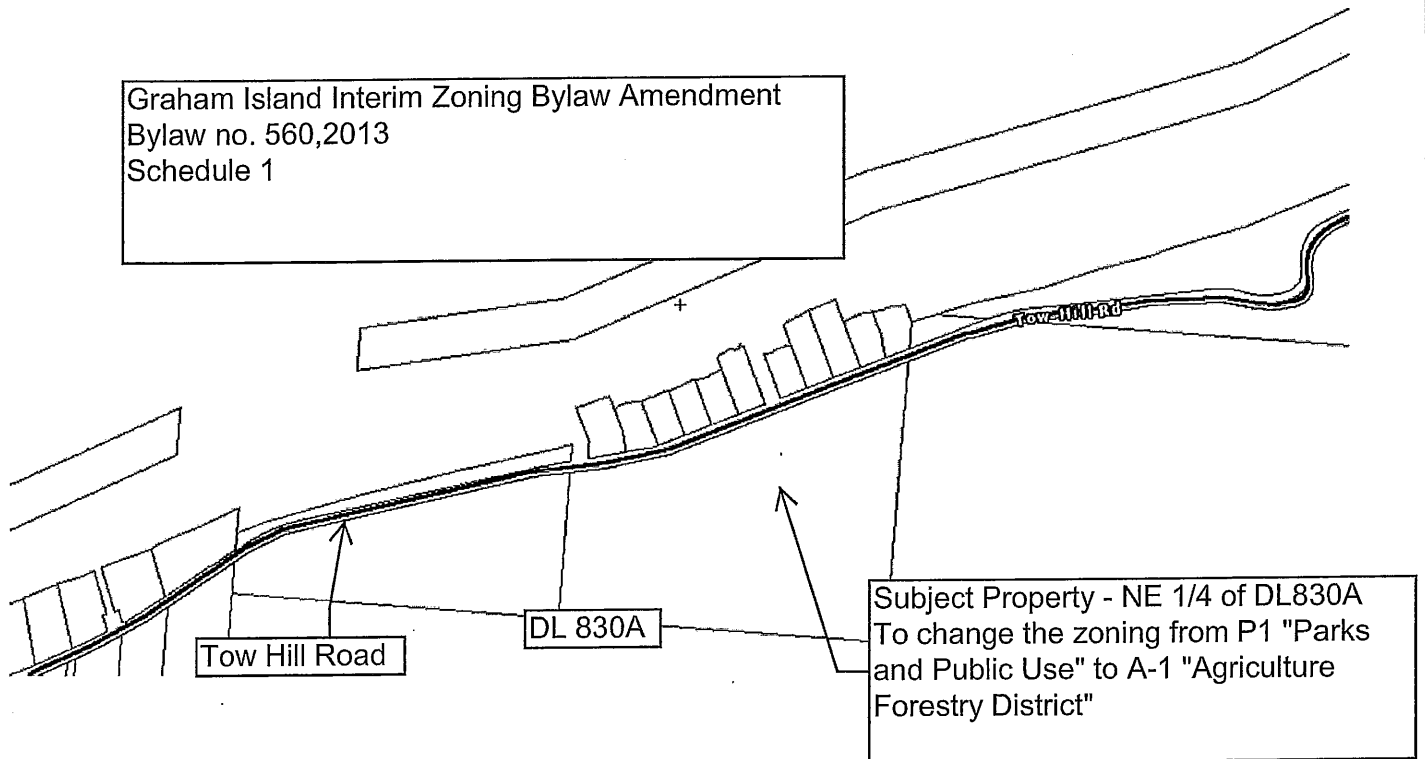 Graham Island Interim Zoning Bylaw Amendment
Bylaw no. 560,2013
Schedule 1
Tow-Hill-Rd
Tow Hill Road
DL 830A
Subject Property - NE 1/4 of DL830A
To change the zoning from P1 "Parks
and Public Use" to A-1 "Agriculture
Forestry District"